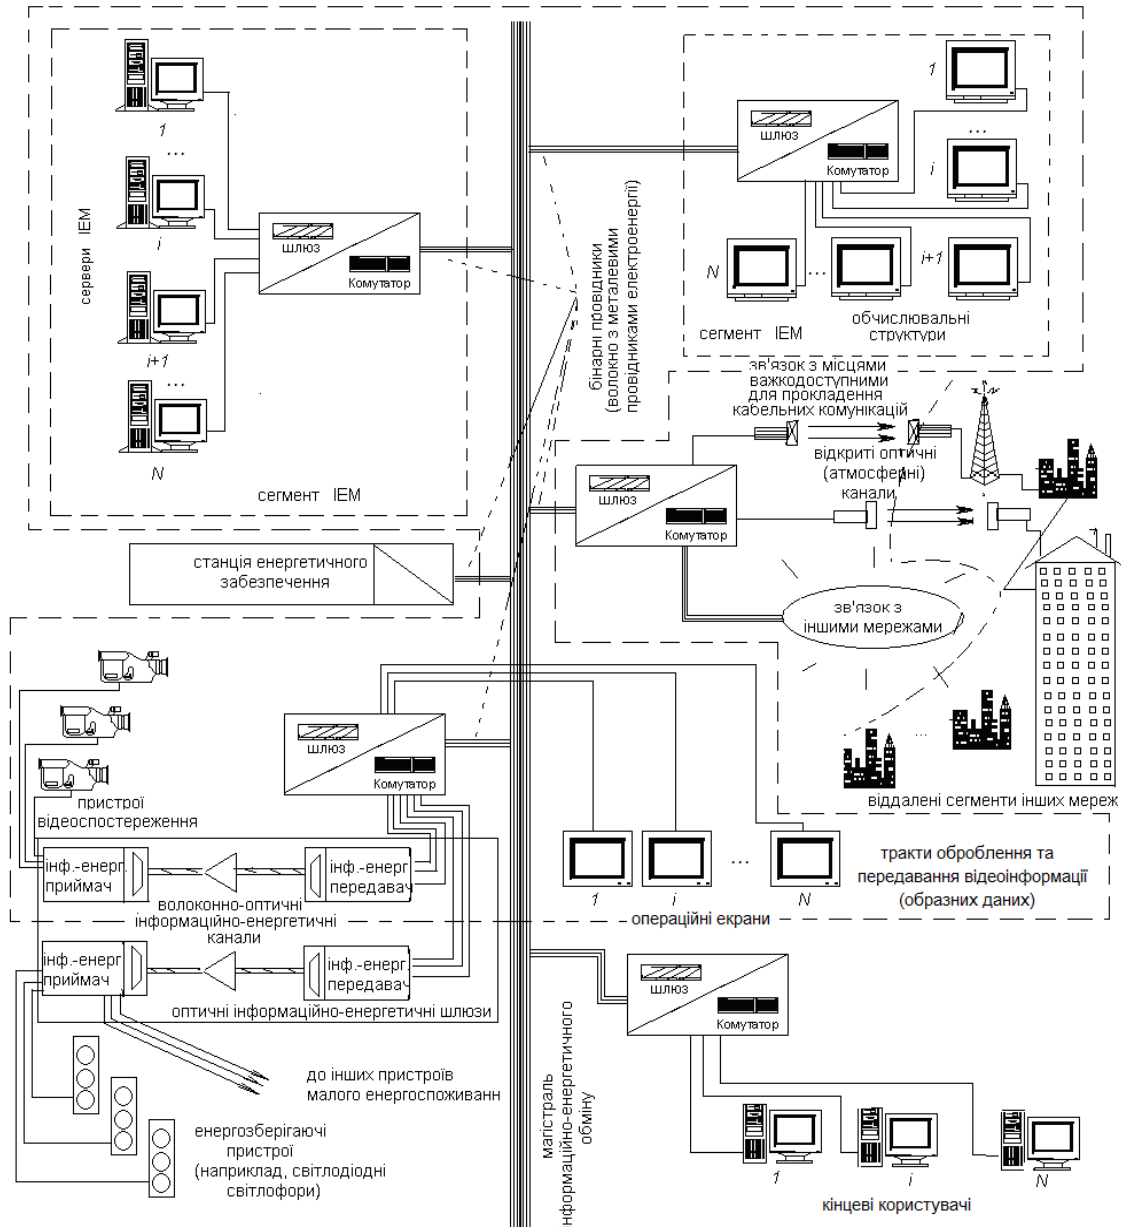 1
...
i
i+1
...
N
сервери ІЕМ
шлюз
Комутатор
сегмент ІЕМ
бінарні провідники
(волокно з металевими
провідниками електроенергії)
шлюз
Комутатор
1
...
i
i+1
...
N
сегмент ІЕМ
обчислювальні
структури
зв'язок з місцями
важкодоступними
для прокладення
кабельних комунікацій
відкриті оптичні
(атмосферні)
канали
шлюз
Комутатор
станція енергетичного
забезпечення
зв'язок з
іншими мережами
...
віддалені сегменти інших мереж
шлюз
Комутатор
пристрої
відеоспостереження
інф.-енерг.
приймач
інф.-енерг.
передавач
волоконно-оптичні
інформаційно-енергетичні
канали
інф.-енерг
приймач
інф.-енерг.
передавач
оптичні інформаційно-енергетичні шлюзи
1
i
...
N
операційні екрани
тракти оброблення та
передавання відеоінформації
(образних даних)
до інших пристроїв
малого енергоспоживанн
енергозберігаючі
пристрої
(наприклад, світлодіодні
світлофори)
магістраль
нформаційно-енергетичного
обміну
шлюз
Комутатор
1
i
N
кінцеві користувачі